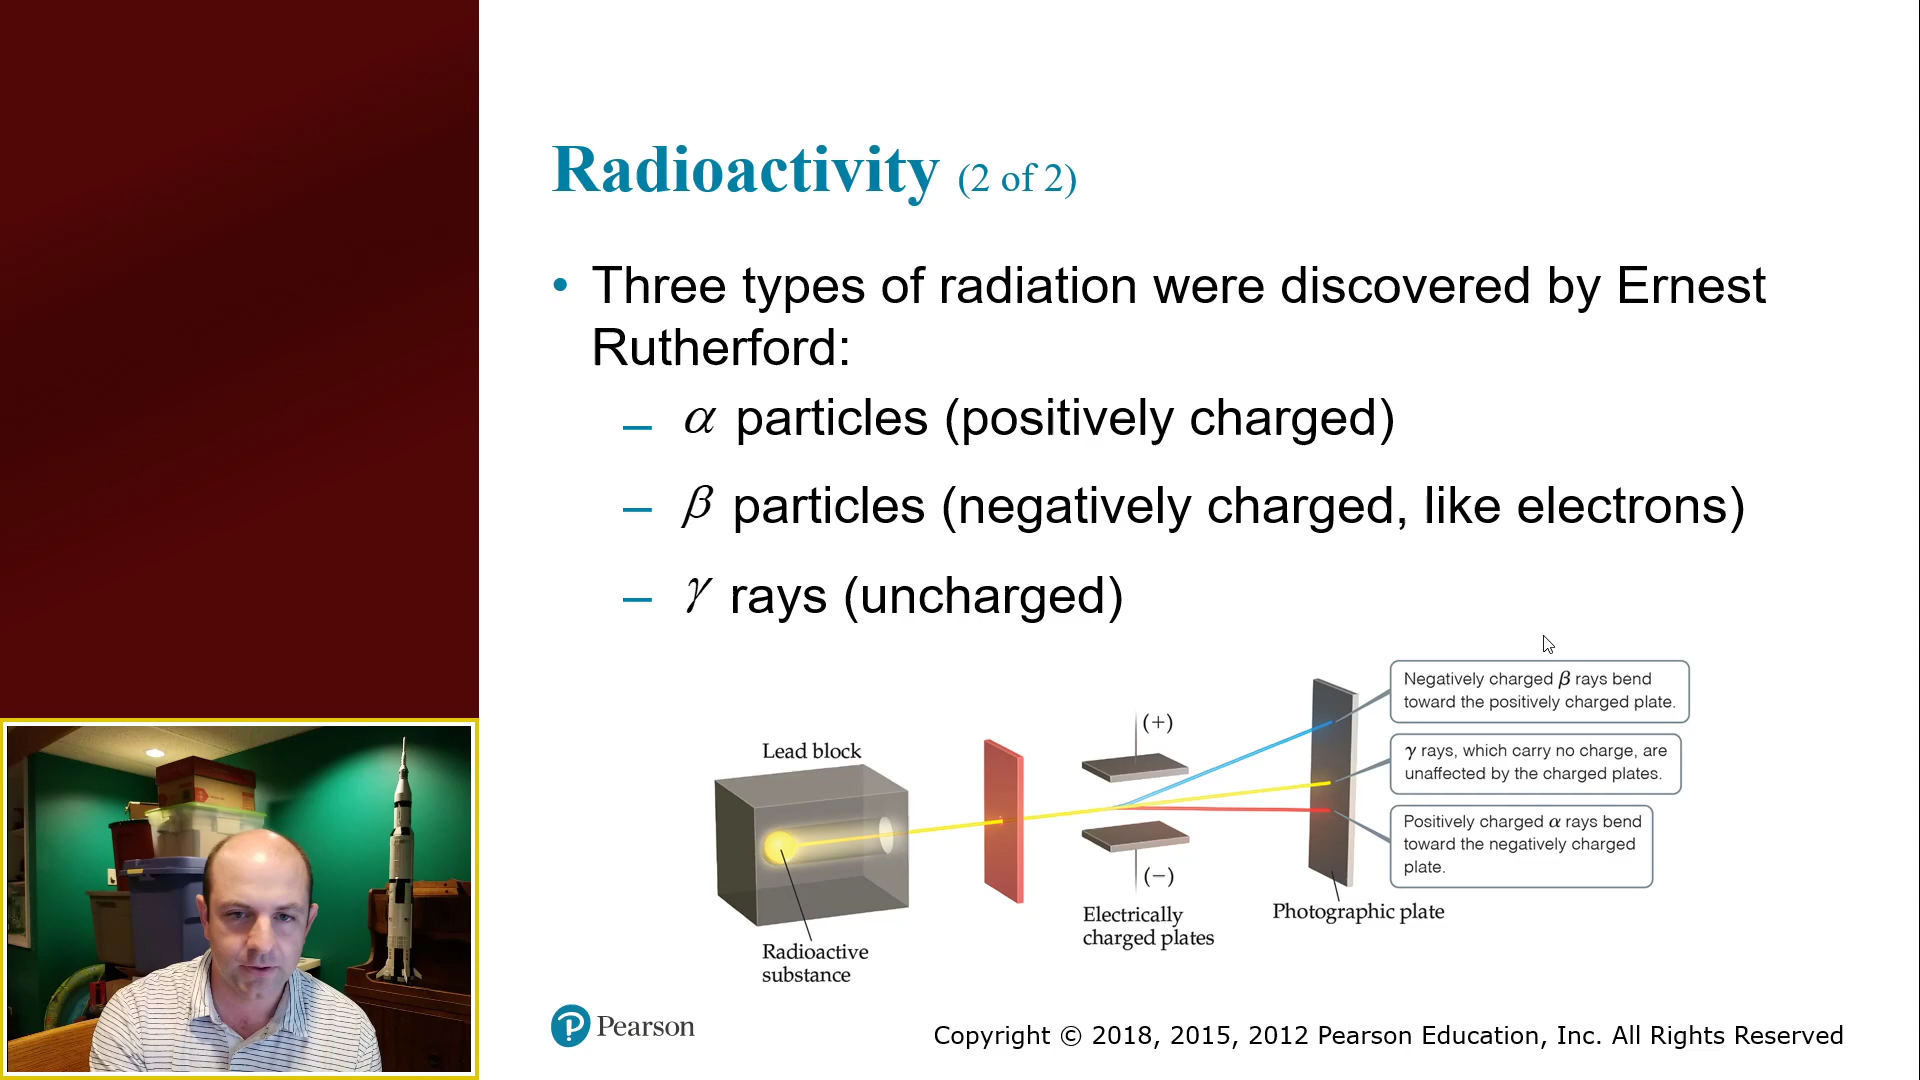 Radioactivity (2 of 2)
• Three types of radiation were discovered by Ernest
Rutherford:
– α particles (positively charged)
– β particles (negatively charged, like electrons)
– γ rays (uncharged)
Negatively charged β rays bend
toward the positively charged plate.
(+)
Lead block
γ rays, which carry no charge, are
unaffected by the charged plates.
Positively charged α rays bend
toward the negatively charged
plate.
(−)
Electrically
charged plates
Photographic plate
Radioactive
substance
Pearson
Copyright © 2018, 2015, 2012 Pearson Education, Inc. All Rights Reserved